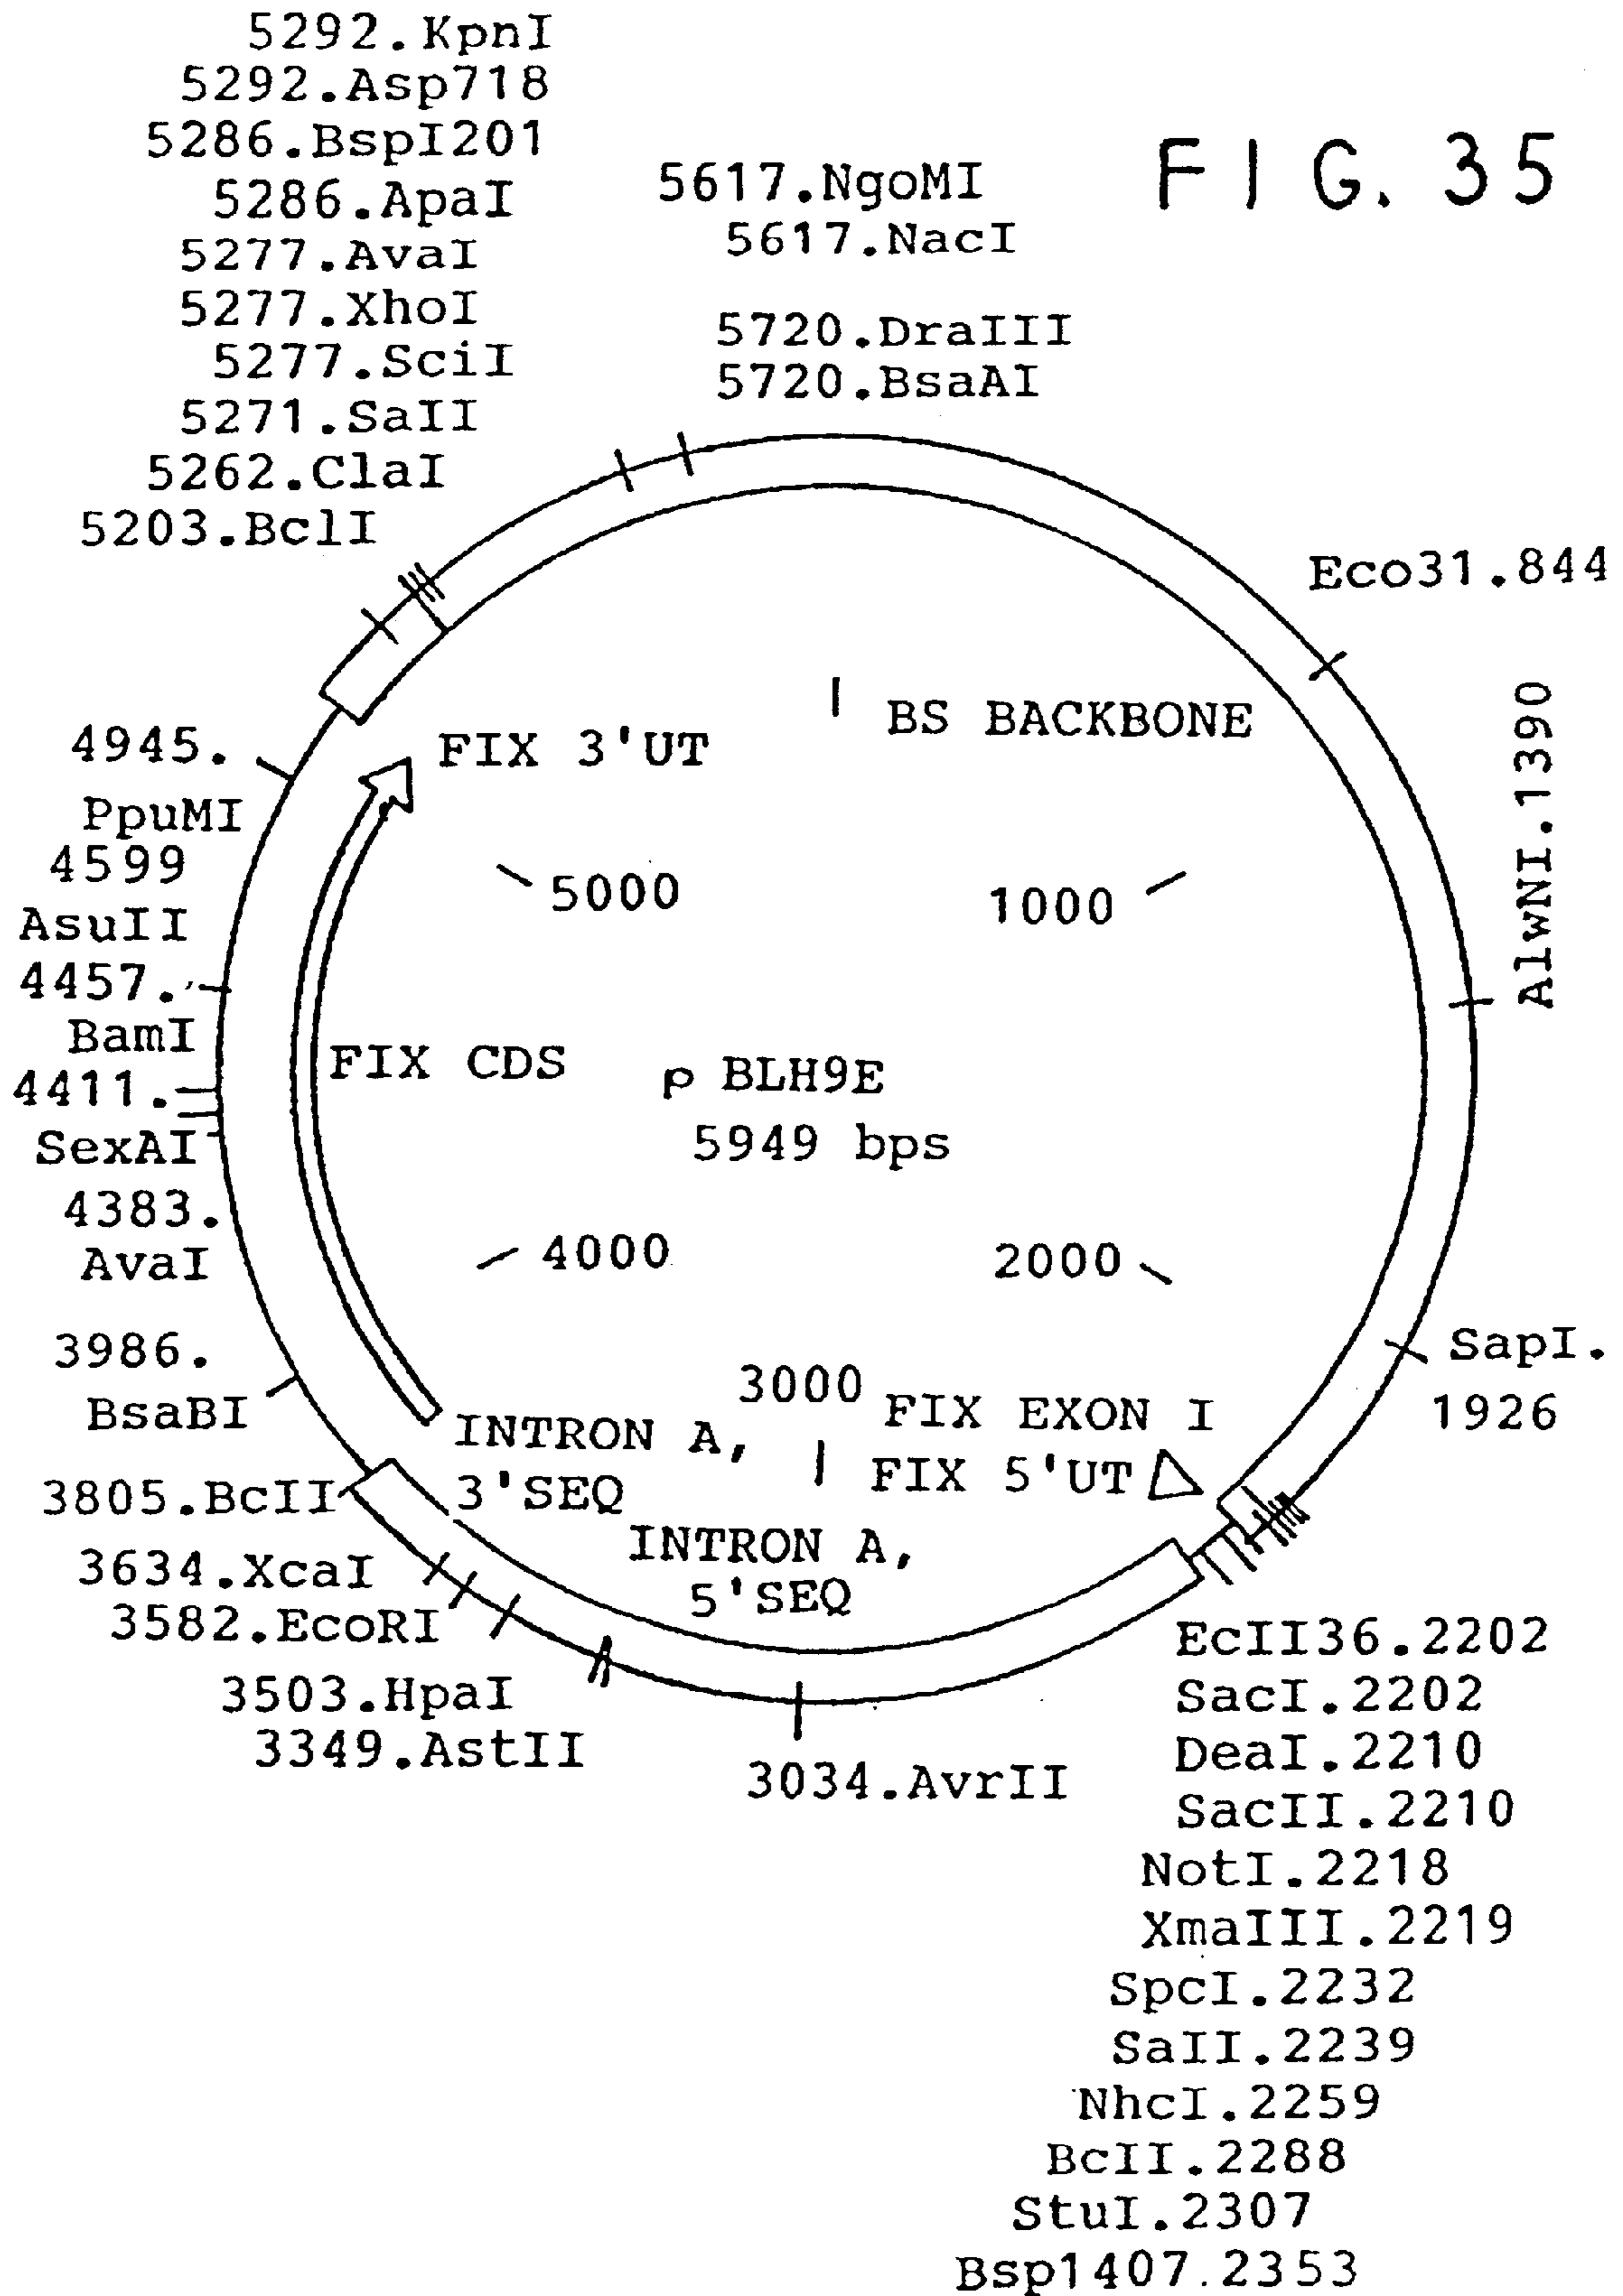 5292.KpnI
5292.Asp718
5286.BspI201
5286.ApaI
5277.AvaI
5277.XhoI
5277.SciI
5271.SaII
5262.ClaI
5203.BclI
FIG. 35
5617.NgoMI
5617.NacI
5720.DraIII
5720.BsaAI
Eco31.844
AlwNI.1390
BS BACKBONE
FIX 3'UT
4945.
PpuMI
4599
AsuII
4457.
BamI
4411.
SexAI
4383.
AvaI
3986.
BsaBI
5000
1000
FIX CDS
p BLH9E
5949 bps
4000
2000
3000
SapI.
1926
FIX EXON I
FIX 5'UT
INTRON A,
3'SEQ
INTRON A,
5'SEQ
3805.BcII
3634.XcaI
3582.EcoRI
3503.HpaI
3349.AstII
3034.AvrII
EcII36.2202
SacI.2202
DeaI.2210
SacII.2210
NotI.2218
XmaIII.2219
SpcI.2232
SaII.2239
NhcI.2259
BcII.2288
StuI.2307
Bsp1407.2353